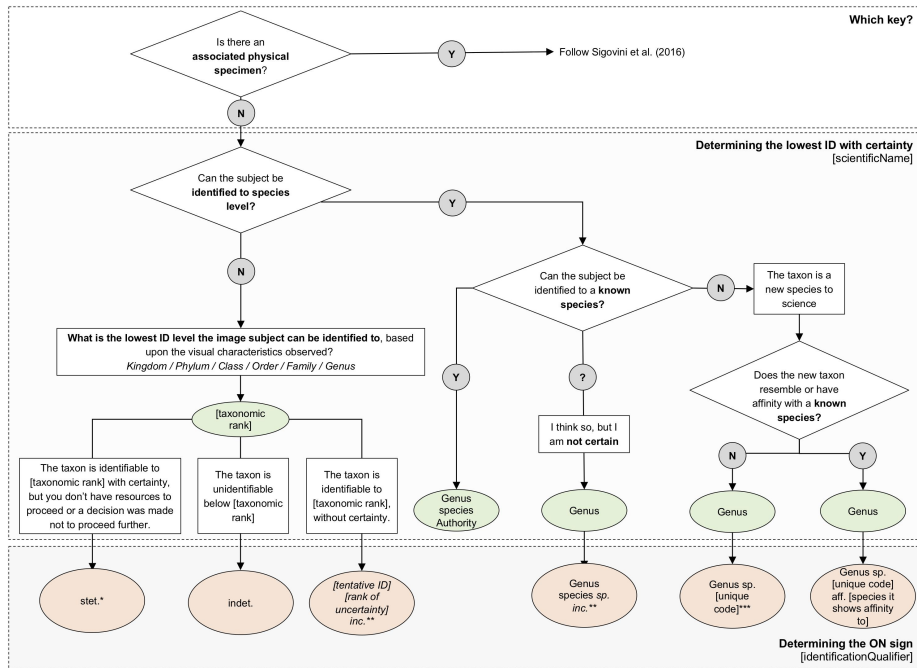 Which key?
Is there an
associated physical
specimen?
Y
Follow Sigovini et al. (2016)
N
Determining the lowest ID with certainty
[scientificName]
Can the subject be
identified to species
level?
Y
N
Can the subject be
identified to a known
species?
N
The taxon is a
new species to
science
What is the lowest ID level the image subject can be identified to, based
upon the visual characteristics observed?
Kingdom / Phylum / Class / Order / Family / Genus
Y
?
Does the new taxon
resemble or have
affinity with a known
species?
[taxonomic
rank]
I think so, but I
am not certain
N
Y
The taxon is identifiable to
[taxonomic rank] with certainty,
but you don't have resources to
proceed or a decision was made
not to proceed further.
The taxon is
unidentifiable
below [taxonomic
rank]
The taxon is
identifiable to
[taxonomic rank],
without certainty.
Genus
species
Authority
Genus
Genus
Genus
stet.*
indet.
[tentative ID]
[rank of
uncertainty]
inc.**
Genus
species sp.
inc.**
Genus sp.
[unique
code]***
Genus sp.
[unique code]
aff. [species it
shows affinity
to]
Determining the ON sign
[identificationQualifier]